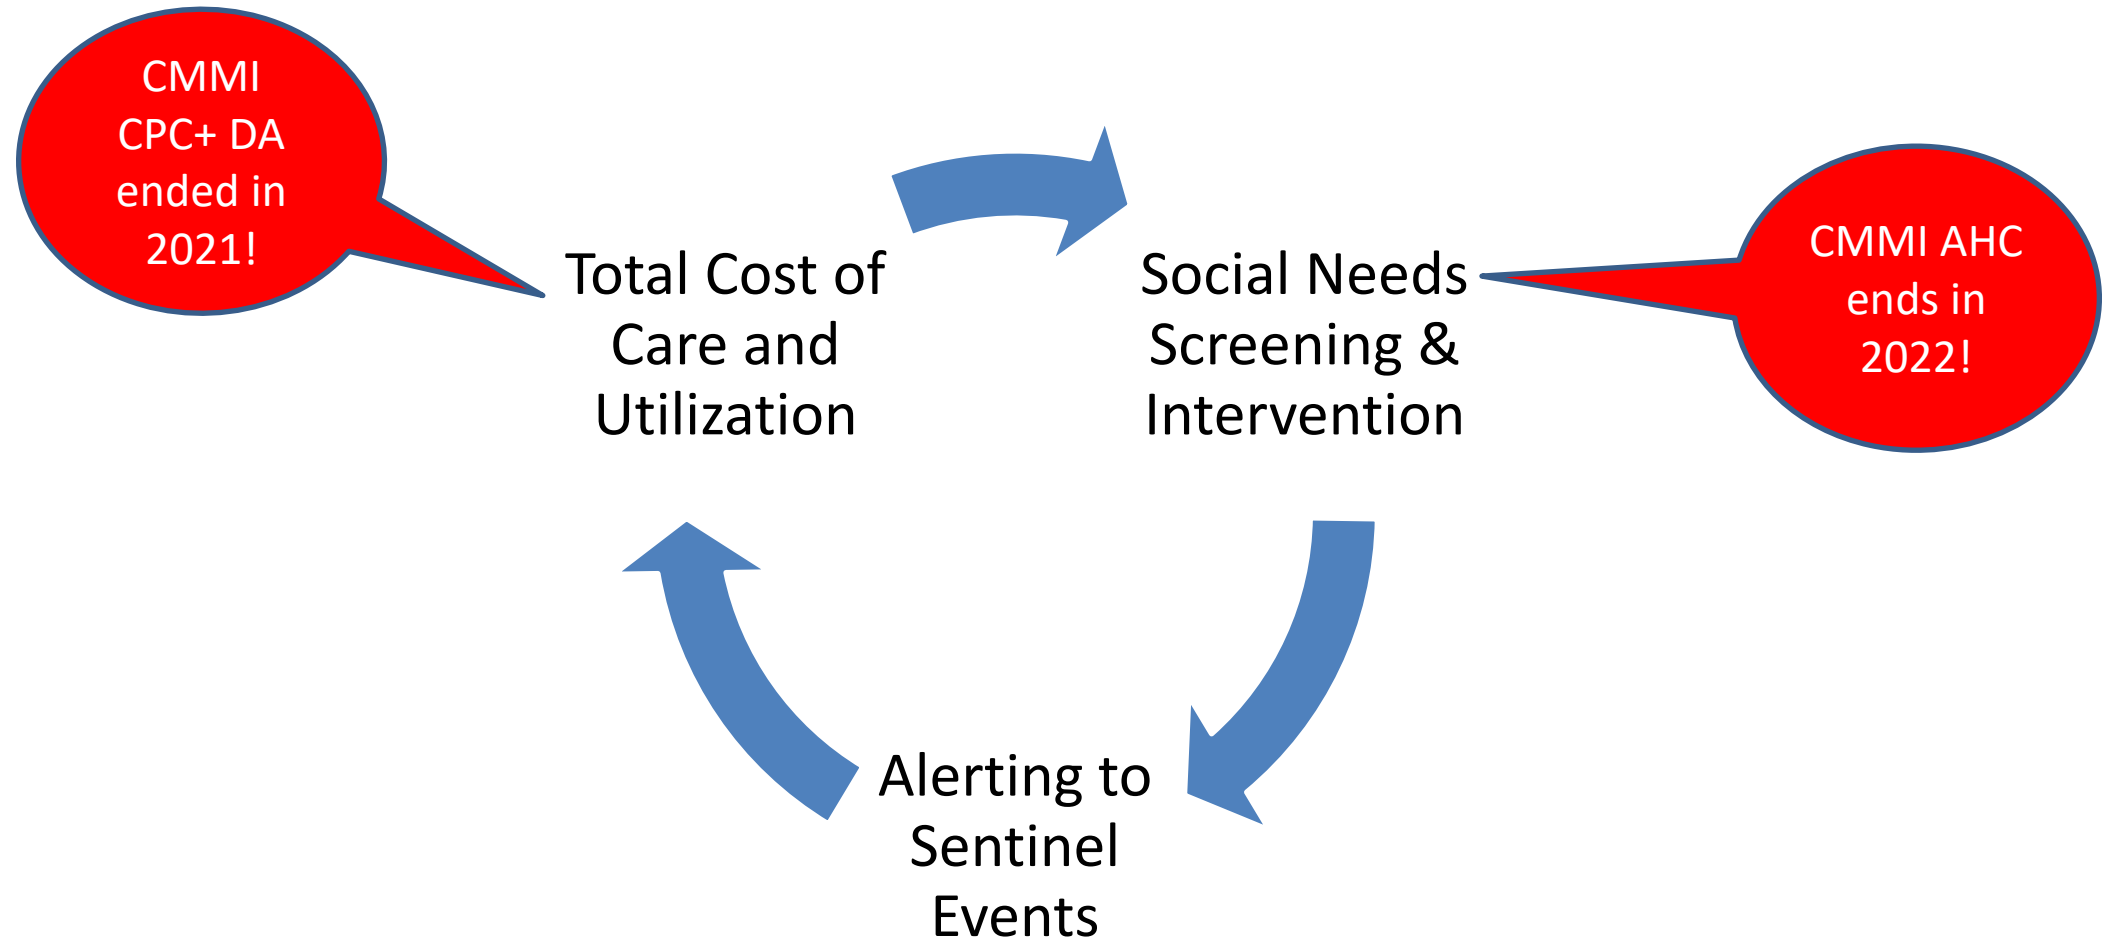 CMMI
CPC+ DA
ended in
2021!
Total Cost of
Care and
Utilization
Social Needs
Screening &
Intervention
CMMI AHC
ends in
2022!
Alerting to
Sentinel
Events